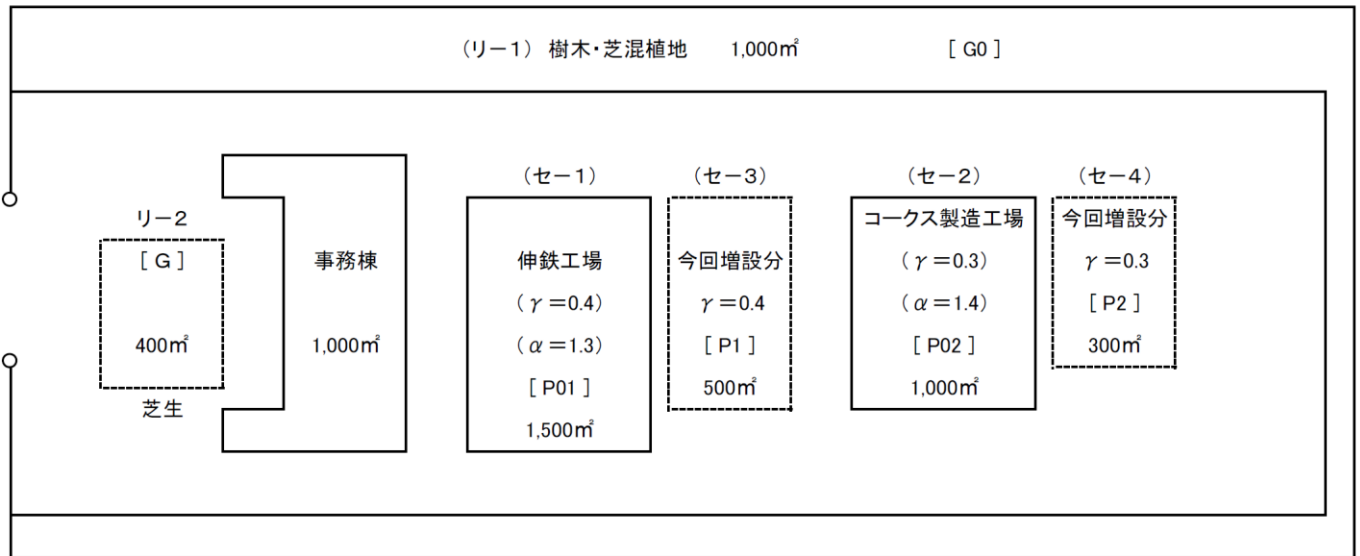 (リー1) 樹木・芝混植地 1,000㎡ [ G0 ]
リー2
[ G ]
400㎡
芝生
事務棟
1,000㎡
(セー1)
伸鉄工場
(γ=0.4)
(α=1.3)
[ P01 ]
1,500㎡
(セー3)
今回増設分
γ=0.4
[ P1 ]
500㎡
(セー2)
コークス製造工場
(γ=0.3)
(α=1.4)
[ P02 ]
1,000㎡
(セー4)
今回増設分
γ=0.3
[ P2 ]
300㎡